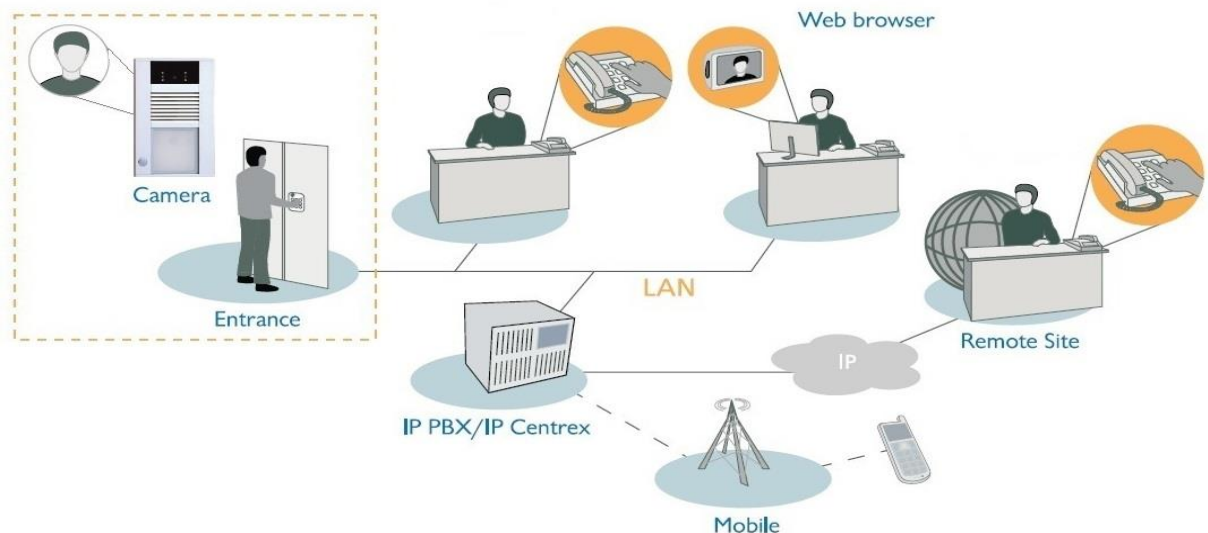 Web browser
Camera
LAN
Entrance
Remote Site
IP
IP PBX/IP Centrex
Mobile